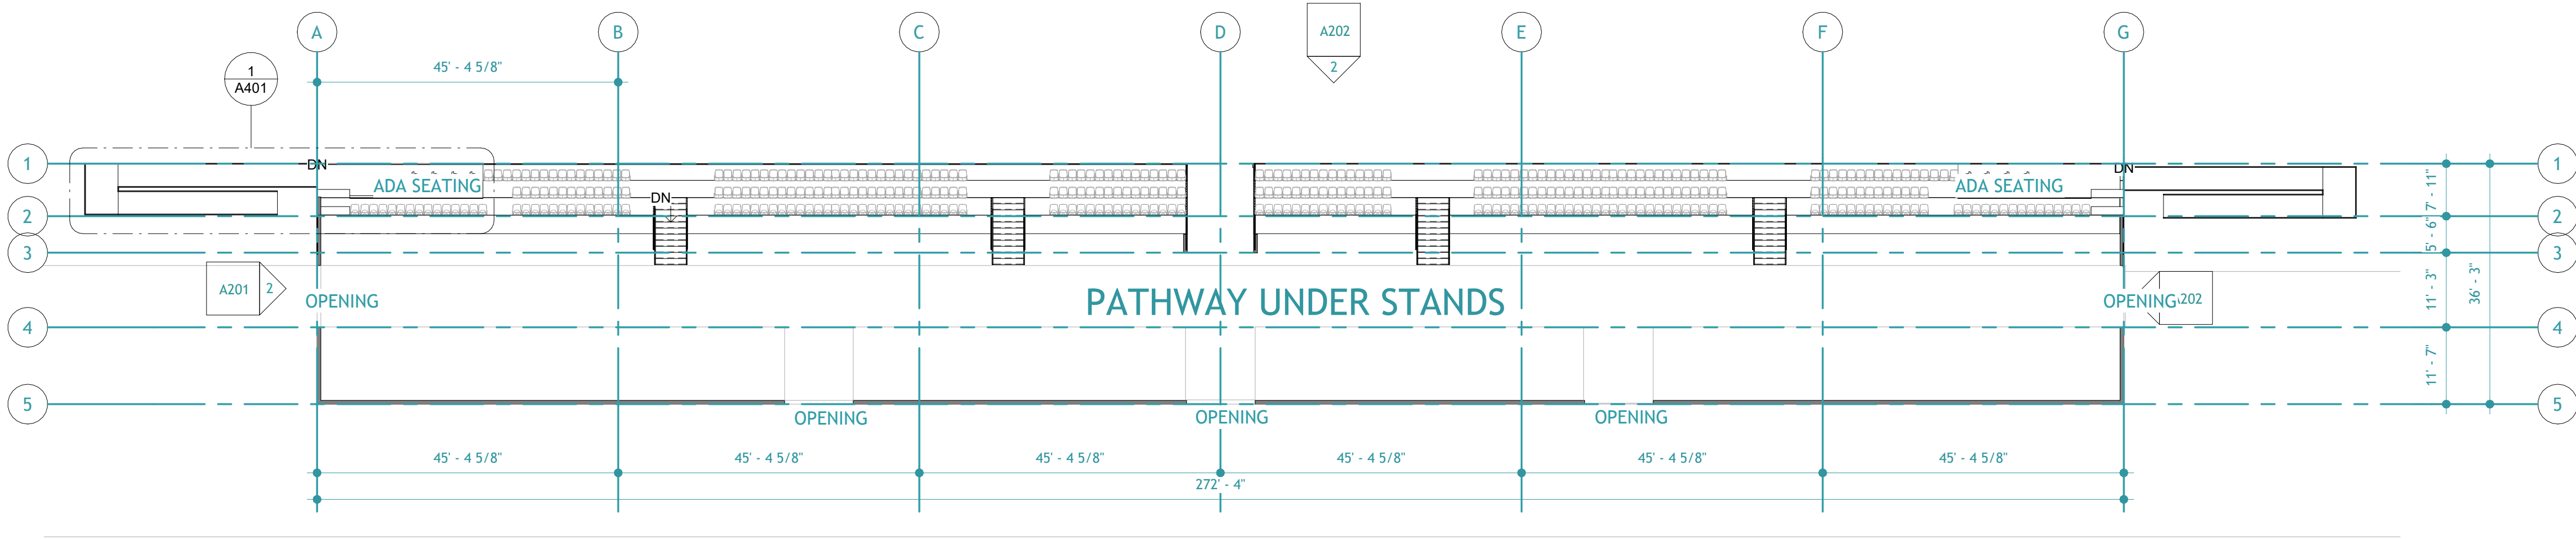 A
B
C
D
E
F
G
A202
2
1
A401
45' - 4 5/8"
1
DN
DN
1
ADA SEATING
ADA SEATING
DN
2
2
3
3
7' - 11"
5' - 6"
11' - 3"
36' - 3"
11' - 7"
A201
2
OPENING
PATHWAY UNDER STANDS
OPENING
202
4
4
5
5
OPENING
OPENING
OPENING
45' - 4 5/8"
45' - 4 5/8"
45' - 4 5/8"
45' - 4 5/8"
45' - 4 5/8"
45' - 4 5/8"
272' - 4"